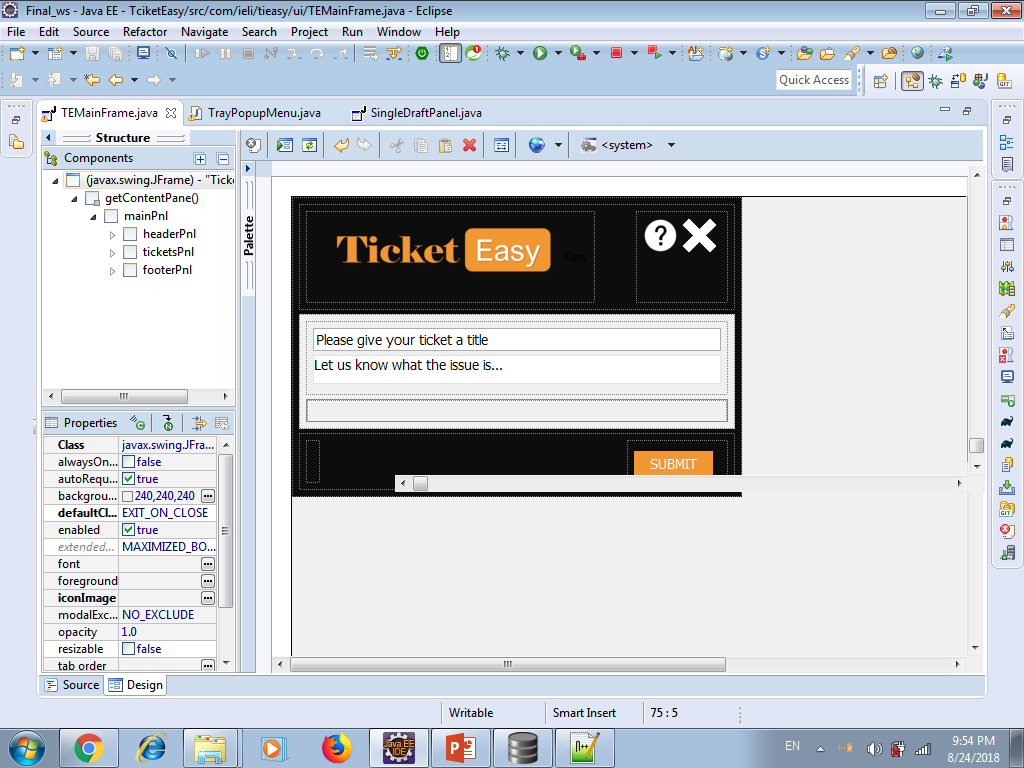 Final_ws - Java EE - TciketEasy/src/com/ieli/tieasy/ui/TEMainFrame.java - Eclipse
File Edit Source Refactor Navigate Search Project Run Window Help
Quick Access
TEMainFrame.java TrayPopupMenu.java SingleDraftPanel.java
Structure
Components
(javax.swing.JFrame) - "Ticke
getContentPane()
mainPnl
headerPnl
ticketsPnl
footerPnl
<system>
Palette
Ticket Easy Easy
?
Please give your ticket a title
Let us know what the issue is...
SUBMIT
Properties
Class javax.swing.JFra...
alwaysOn... false
autoRequ... true
backgrou... 240,240,240
defaultCl... EXIT_ON_CLOSE
enabled true
extended... MAXIMIZED_BO...
font
foreground
iconImage
modalExc... NO_EXCLUDE
opacity 1.0
resizable false
tab order
Source Design
Writable Smart Insert 75 : 5
Java EE
IDE
EN
9:54 PM
8/24/2018